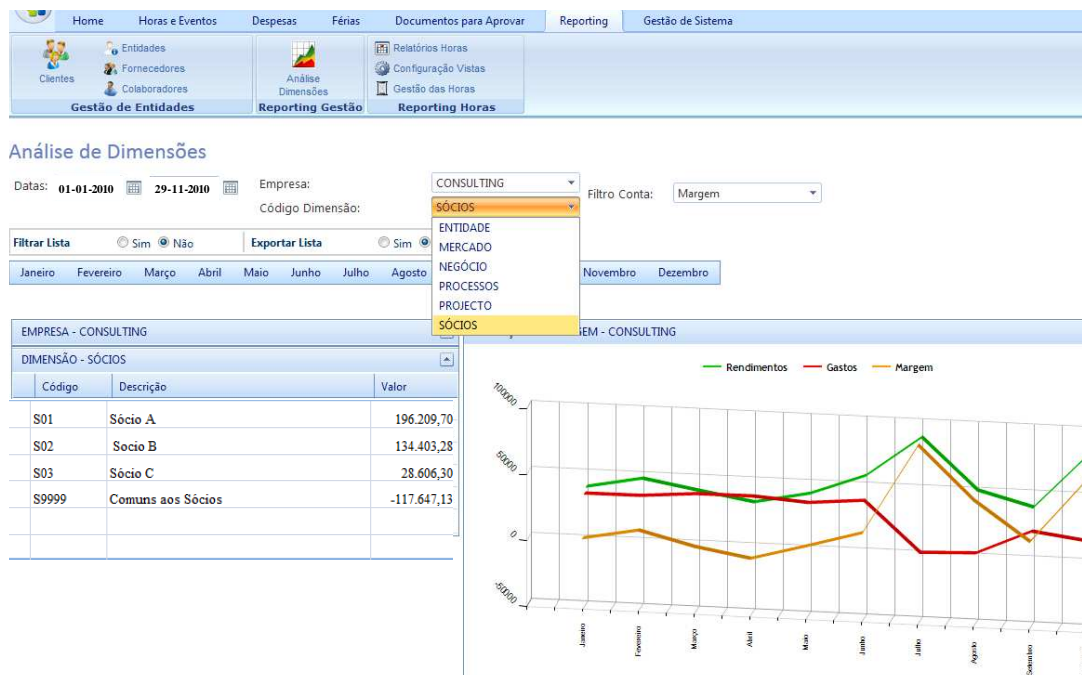 Home Horas e Eventos Despesas Férias Documentos para Aprovar Reporting Gestão de Sistema
Clientes
Entidades
Fornecedores
Colaboradores
Gestão de Entidades
Análise
Dimensões
Reporting Gestão
Relatórios Horas
Configuração Vistas
Gestão das Horas
Reporting Horas
Análise de Dimensões
Datas: 01-01-2010 29-11-2010 Empresa: CONSULTING Filtro Conta: Margem
Código Dimensão: SÓCIOS
ENTIDADE
MERCADO
NEGÓCIO
PROCESSOS
PROJECTO
SÓCIOS
Filtrar Lista Sim Não Exportar Lista Sim
Janeiro Fevereiro Março Abril Maio Junho Julho Agosto Novembro Dezembro
EMPRESA - CONSULTING
DIMENSÃO - SÓCIOS
Código Descrição Valor
S01 Sócio A 196.209,70
S02 Socio B 134.403,28
S03 Sócio C 28.606,30
S9999 Comuns aos Sócios -117.647,13
CONSULTING
Rendimentos Gastos Margem
100000
50000
0
-50000
Janeiro Fevereiro Março Abril Maio Junho Julho Agosto Setembro